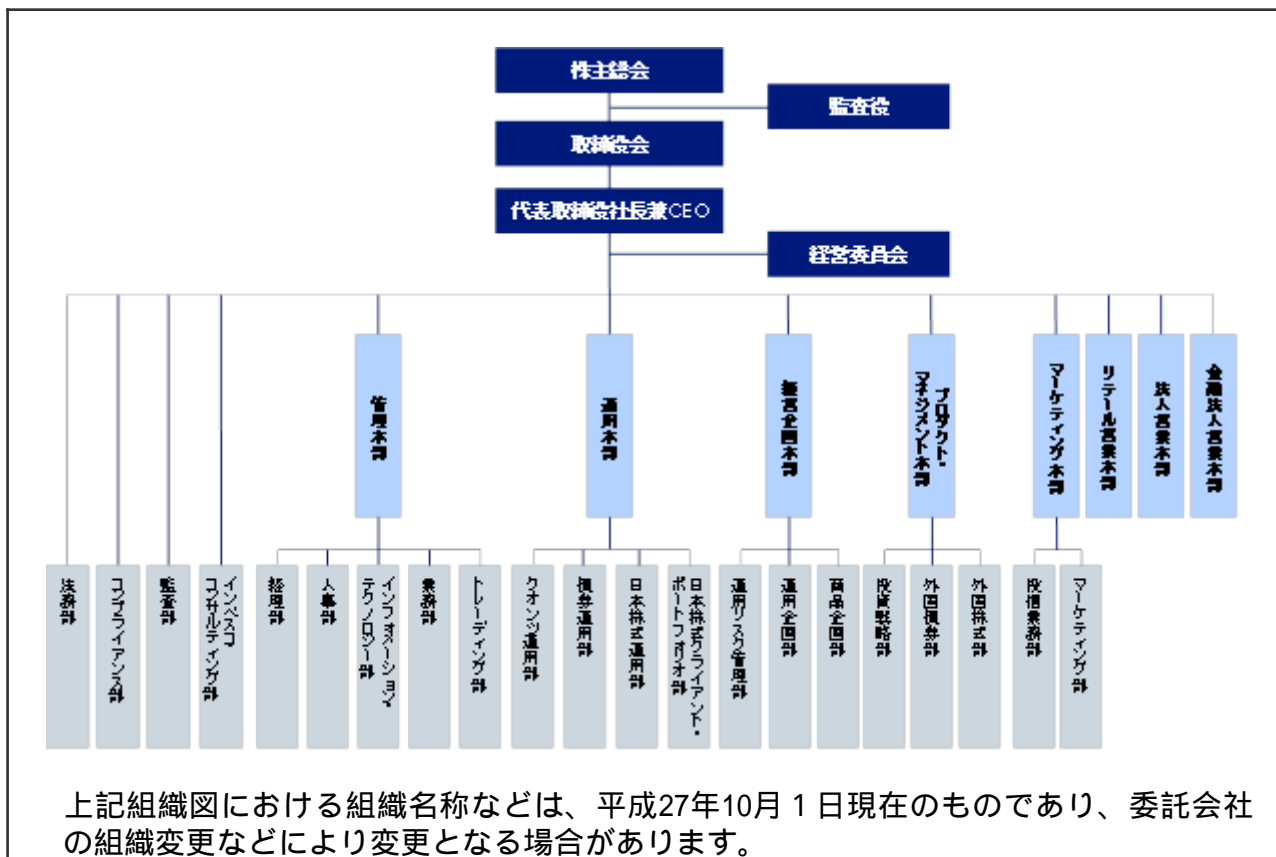 株主総会
監査役
取締役会
代表取締役社長兼CEO
経営委員会
管理本部
運用本部
経営企画本部
プロダクト・
マネジメント本部
マーケティング本部
リテール営業本部
法人営業本部
金融法人営業本部
法務部
コンプライアンス部
監査部
インベスコ
コンサルティング部
経理部
人事部
インフォメーション・
テクノロジー部
業務部
トレーディング部
クオンツ運用部
債券運用部
日本株式運用部
日本株式クライアント・
ポートフォリオ部
運用リスク管理部
運用企画部
商品企画部
投資戦略部
外国債券部
外国株式部
投信業務部
マーケティング部
上記組織図における組織名称などは、平成27年10月1日現在のものであり、委託会社
の組織変更などにより変更となる場合があります。